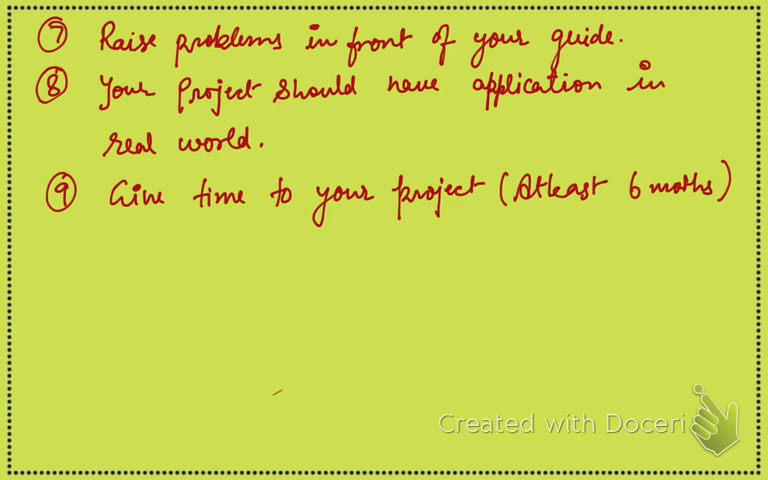 ⑦ Raise problems in front of your guide.
⑧ Your project should have application in
real world.
⑨ Give time to your project (Atleast 6 moths)
Created with Doceri